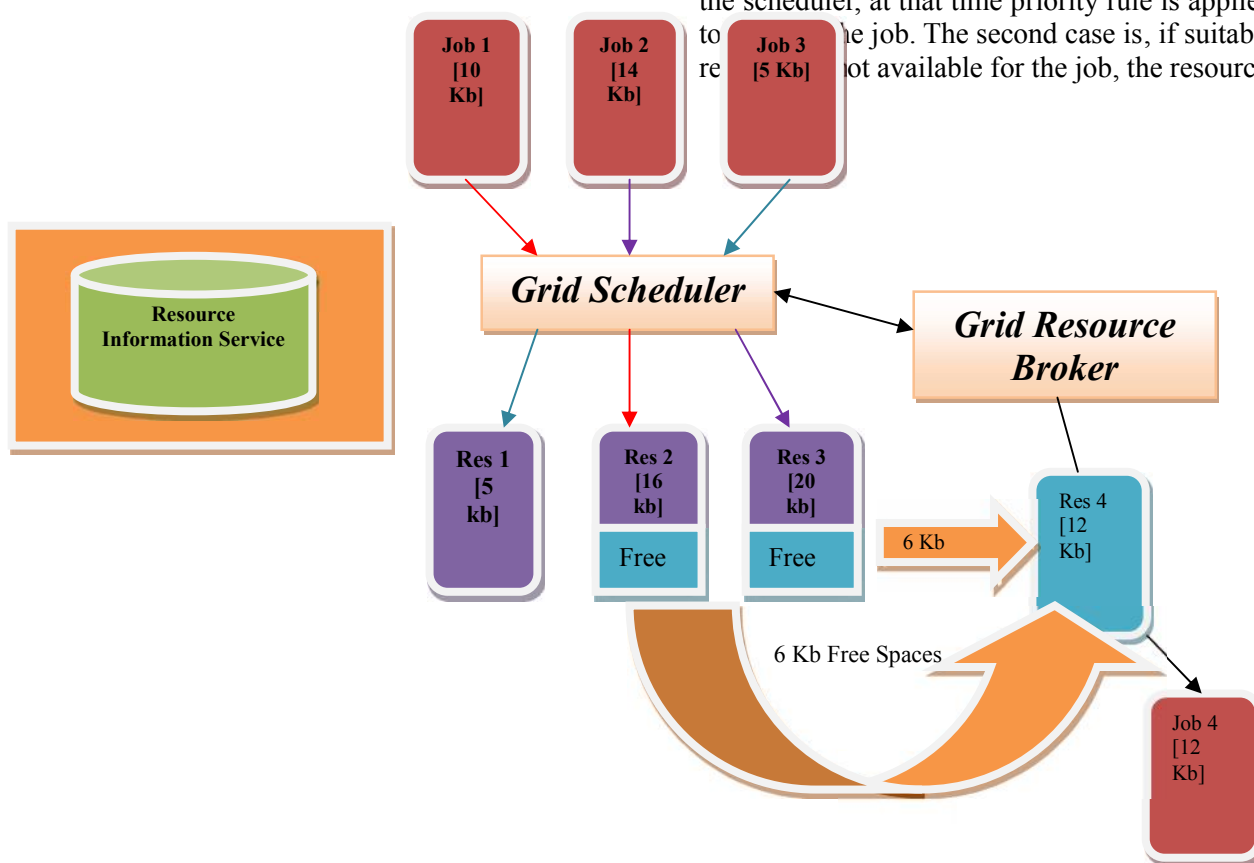 the scheduler, at that time priority rule is applie
to he job. The second case is, if suitab
re not available for the job, the resourc
Job 1
[10
Kb]
Job 2
[14
Kb]
Job 3
[5 Kb]
Grid Scheduler
Resource
Information Service
Grid Resource
Broker
Res 1
[5
kb]
Res 2
[16
kb]
Free
Res 3
[20
kb]
Free
6 Kb
Res 4
[12
Kb]
6 Kb Free Spaces
Job 4
[12
Kb]